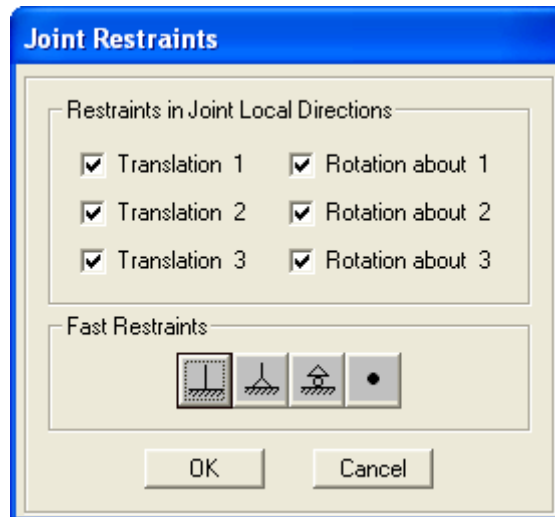 Joint Restraints
Restraints in Joint Local Directions
Translation 1 Rotation about 1
Translation 2 Rotation about 2
Translation 3 Rotation about 3
Fast Restraints
OK Cancel